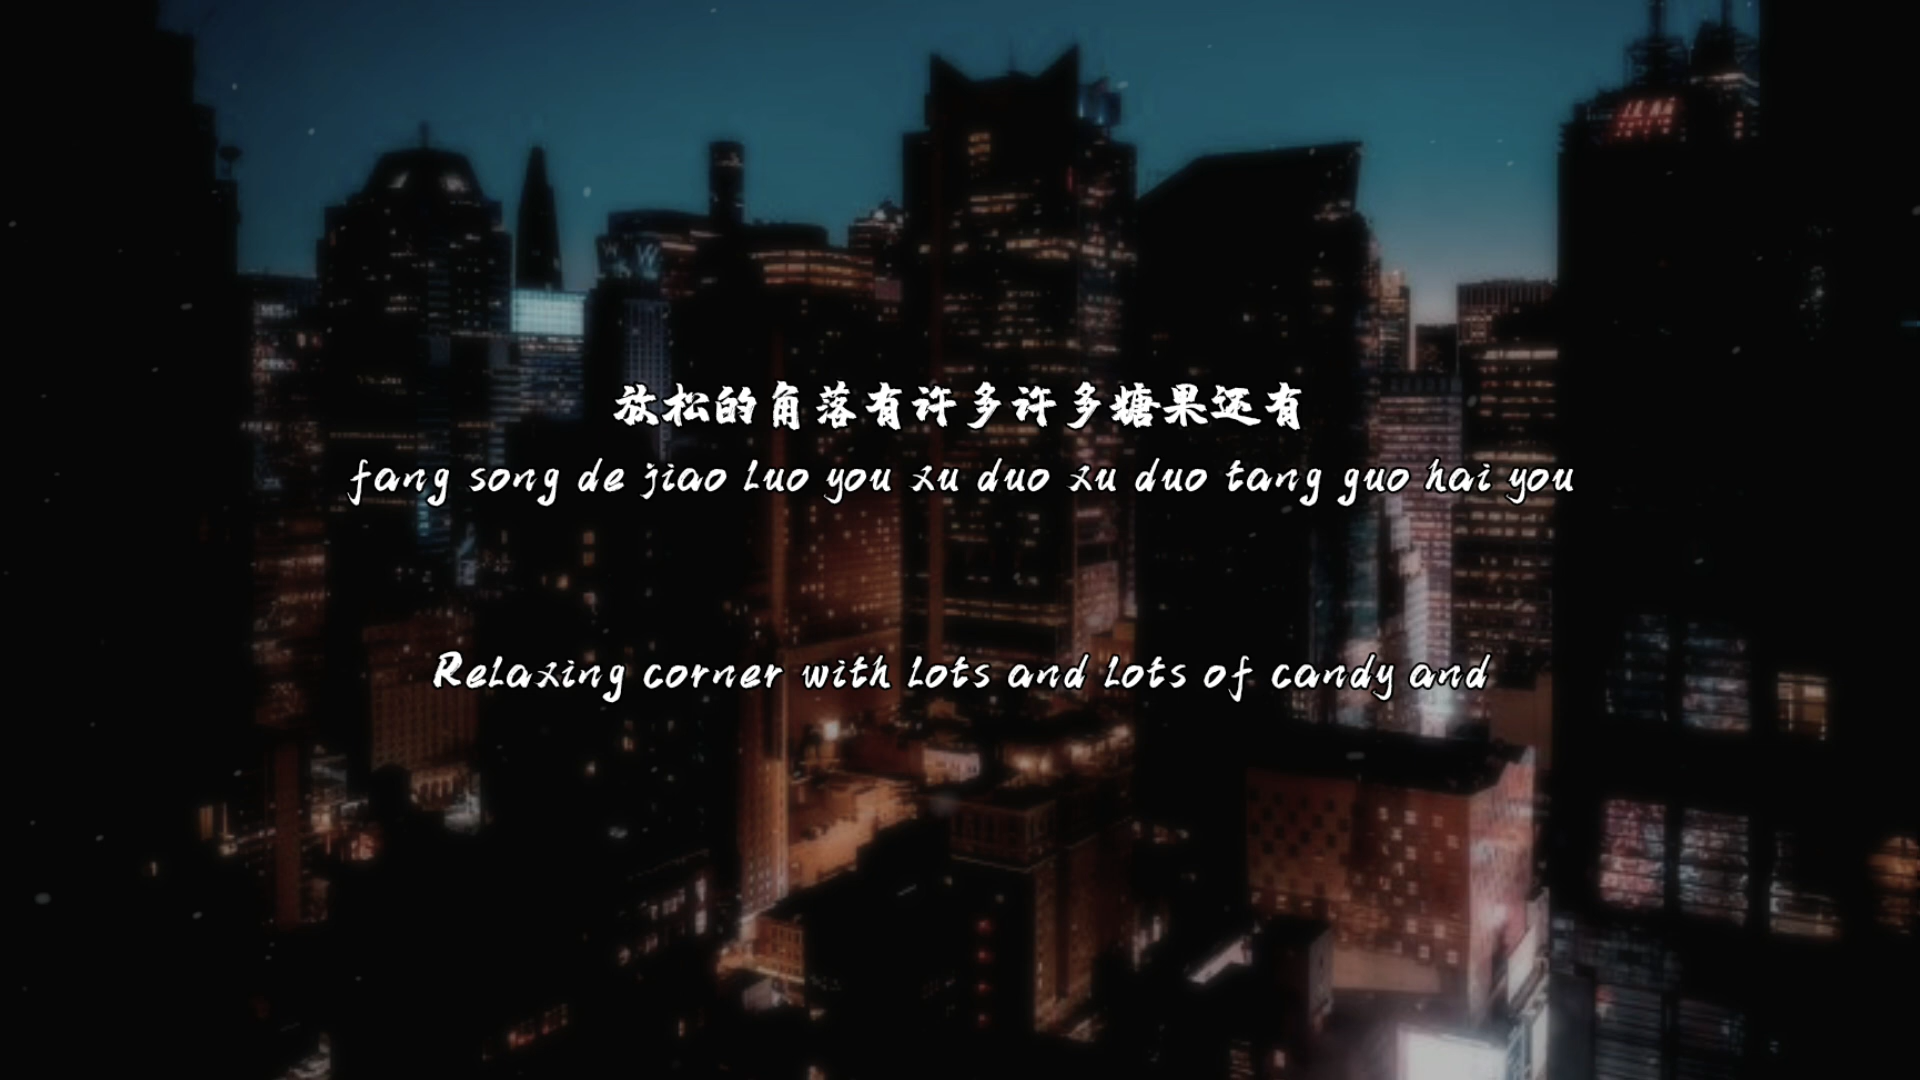 放松的角落有许多许多糖果还有
fang song de jiao luo you xu duo xu duo tang guo hai you
Relaxing corner with lots and lots of candy and